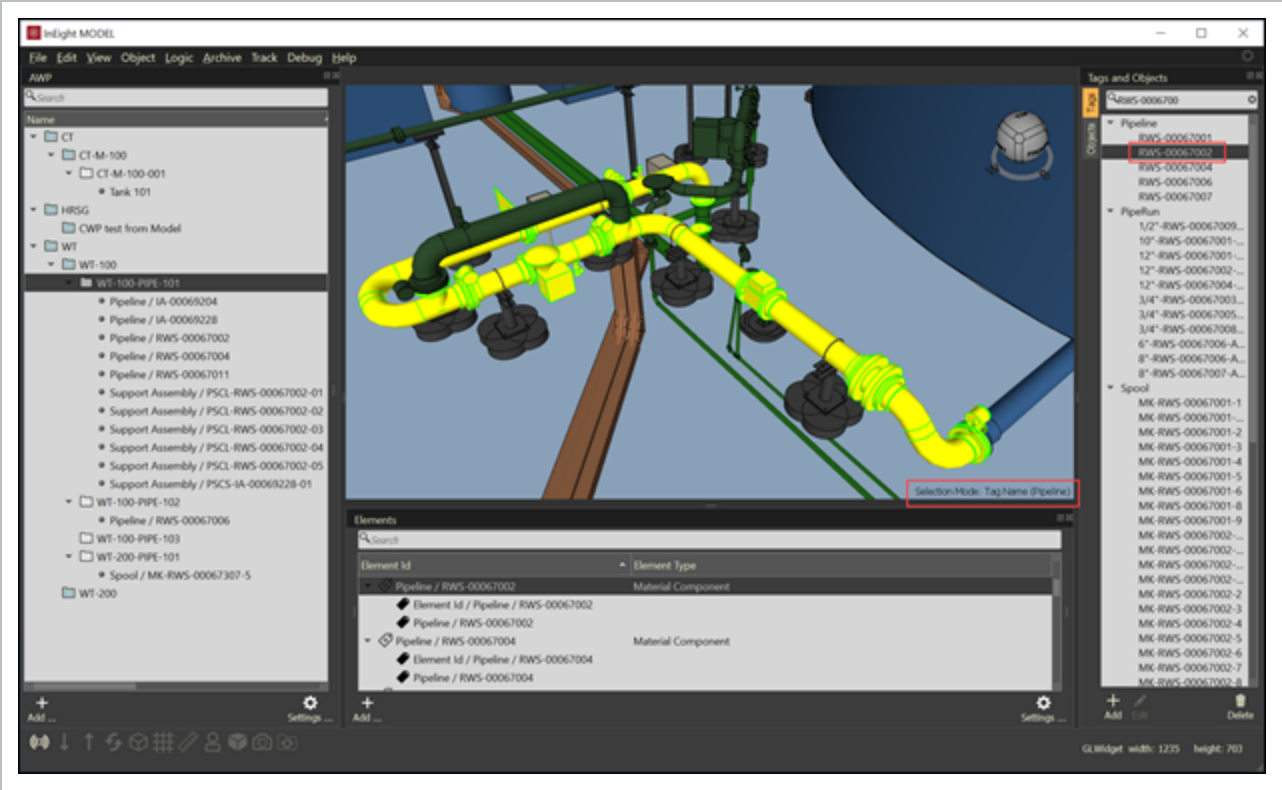 InEight MODEL
File Edit View Object Logic Archive Track Debug Help
AWP
Search
Name
CT
CT-M-100
CT-M-100-001
Tank 101
HRSG
CWP test from Model
WT
WT-100
WT-100-PIPE-101
Pipeline / IA-00069204
Pipeline / IA-00069228
Pipeline / RWS-00067002
Pipeline / RWS-00067004
Pipeline / RWS-00067011
Support Assembly / PSCL-RWS-00067002-01
Support Assembly / PSCL-RWS-00067002-02
Support Assembly / PSCL-RWS-00067002-03
Support Assembly / PSCL-RWS-00067002-04
Support Assembly / PSCL-RWS-00067002-05
Support Assembly / PSCS-IA-00069228-01
WT-100-PIPE-102
Pipeline / RWS-00067006
WT-100-PIPE-103
WT-200-PIPE-101
Spool / MK-RWS-00067307-5
WT-200
Add ...
Settings ...
Selection Mode: Tag Name (Pipeline)
Elements
Search
Element Id Element Type
Pipeline / RWS-00067002 Material Component
Element Id / Pipeline / RWS-00067002
Pipeline / RWS-00067002
Pipeline / RWS-00067004 Material Component
Element Id / Pipeline / RWS-00067004
Pipeline / RWS-00067004
Add ...
Settings ...
Tags and Objects
Tags
Objects
RWS-0006700
Pipeline
RWS-00067001
RWS-00067002
RWS-00067004
RWS-00067006
RWS-00067007
PipeRun
1/2"-RWS-00067009...
10"-RWS-00067001-...
12"-RWS-00067001-...
12"-RWS-00067002-...
12"-RWS-00067004-...
3/4"-RWS-00067003...
3/4"-RWS-00067005...
3/4"-RWS-00067008...
6"-RWS-00067006-A...
8"-RWS-00067006-A...
8"-RWS-00067007-A...
Spool
MK-RWS-00067001-1
MK-RWS-00067001-...
MK-RWS-00067001-2
MK-RWS-00067001-3
MK-RWS-00067001-4
MK-RWS-00067001-5
MK-RWS-00067001-6
MK-RWS-00067001-8
MK-RWS-00067001-9
MK-RWS-00067002-...
MK-RWS-00067002-...
MK-RWS-00067002-...
MK-RWS-00067002-...
MK-RWS-00067002-2
MK-RWS-00067002-3
MK-RWS-00067002-4
MK-RWS-00067002-5
MK-RWS-00067002-6
MK-RWS-00067002-7
MK-RWS-00067002-8
Add Edit Delete
GLWidget width: 1235 height: 703